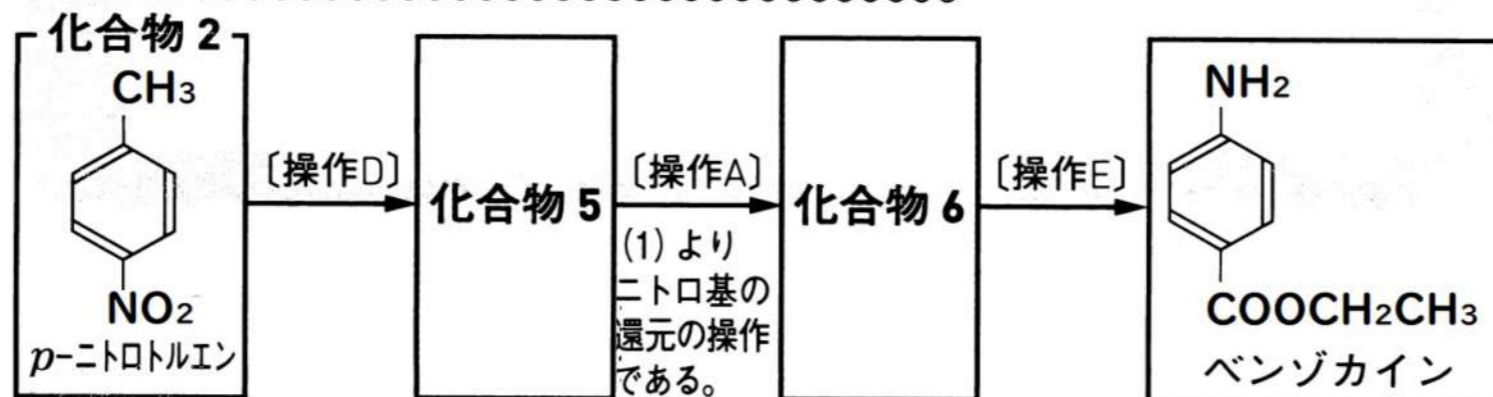 化合物 2
CH3
NO2
p-ニトロトルエン
〔操作D〕
化合物 5
〔操作A〕
(1) より
ニトロ基の
還元の操作
である。
化合物 6
〔操作E〕
NH2
COOCH2CH3
ベンゾカイン